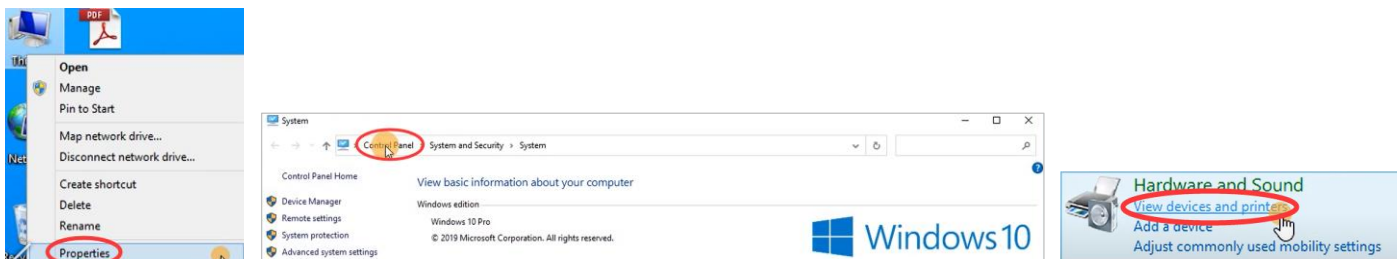 PDF
Open
Manage
Pin to Start
Map network drive...
Disconnect network drive...
Create shortcut
Delete
Rename
Properties
System
Control Panel › System and Security › System
Control Panel Home
View basic information about your computer
Device Manager
Windows edition
Remote settings
Windows 10 Pro
System protection
© 2019 Microsoft Corporation. All rights reserved.
Advanced system settings
Windows 10
Hardware and Sound
View devices and printers
Add a device
Adjust commonly used mobility settings